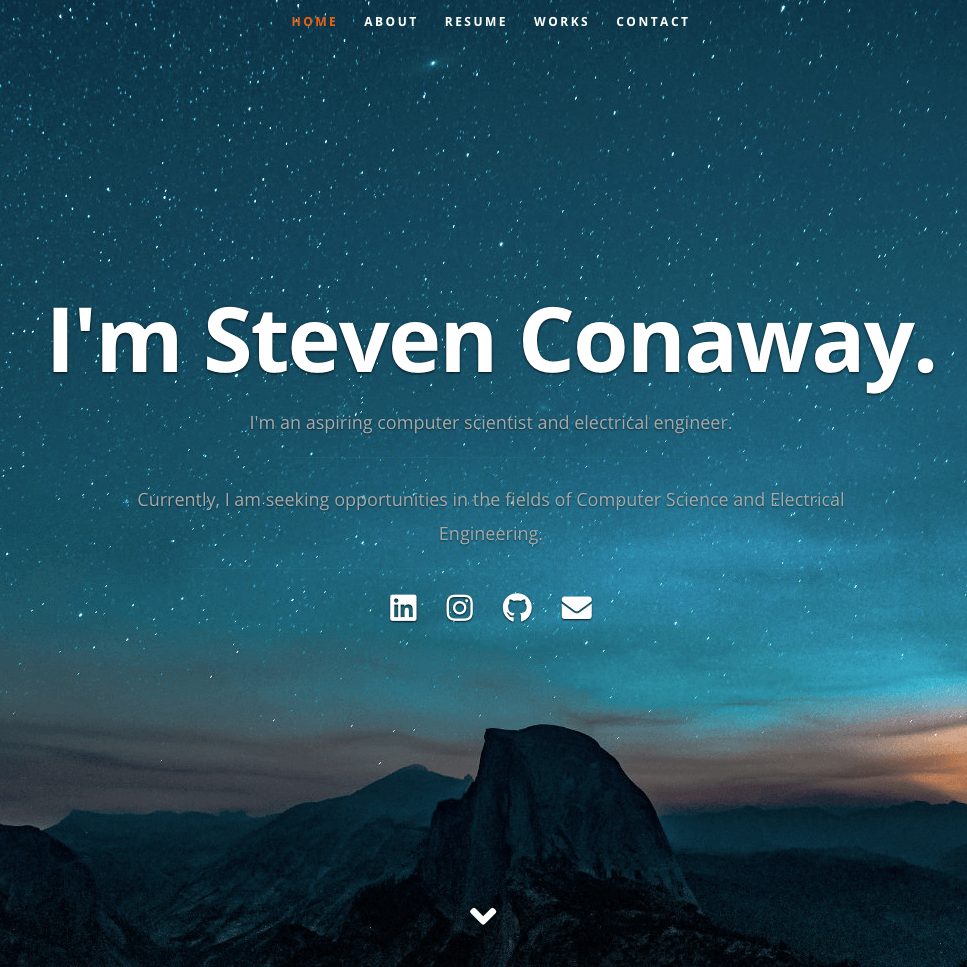 HOME ABOUT RESUME WORKS CONTACT
I'm Steven Conaway.
I'm an aspiring computer scientist and electrical engineer.
Currently, I am seeking opportunities in the fields of Computer Science and Electrical
Engineering.
in